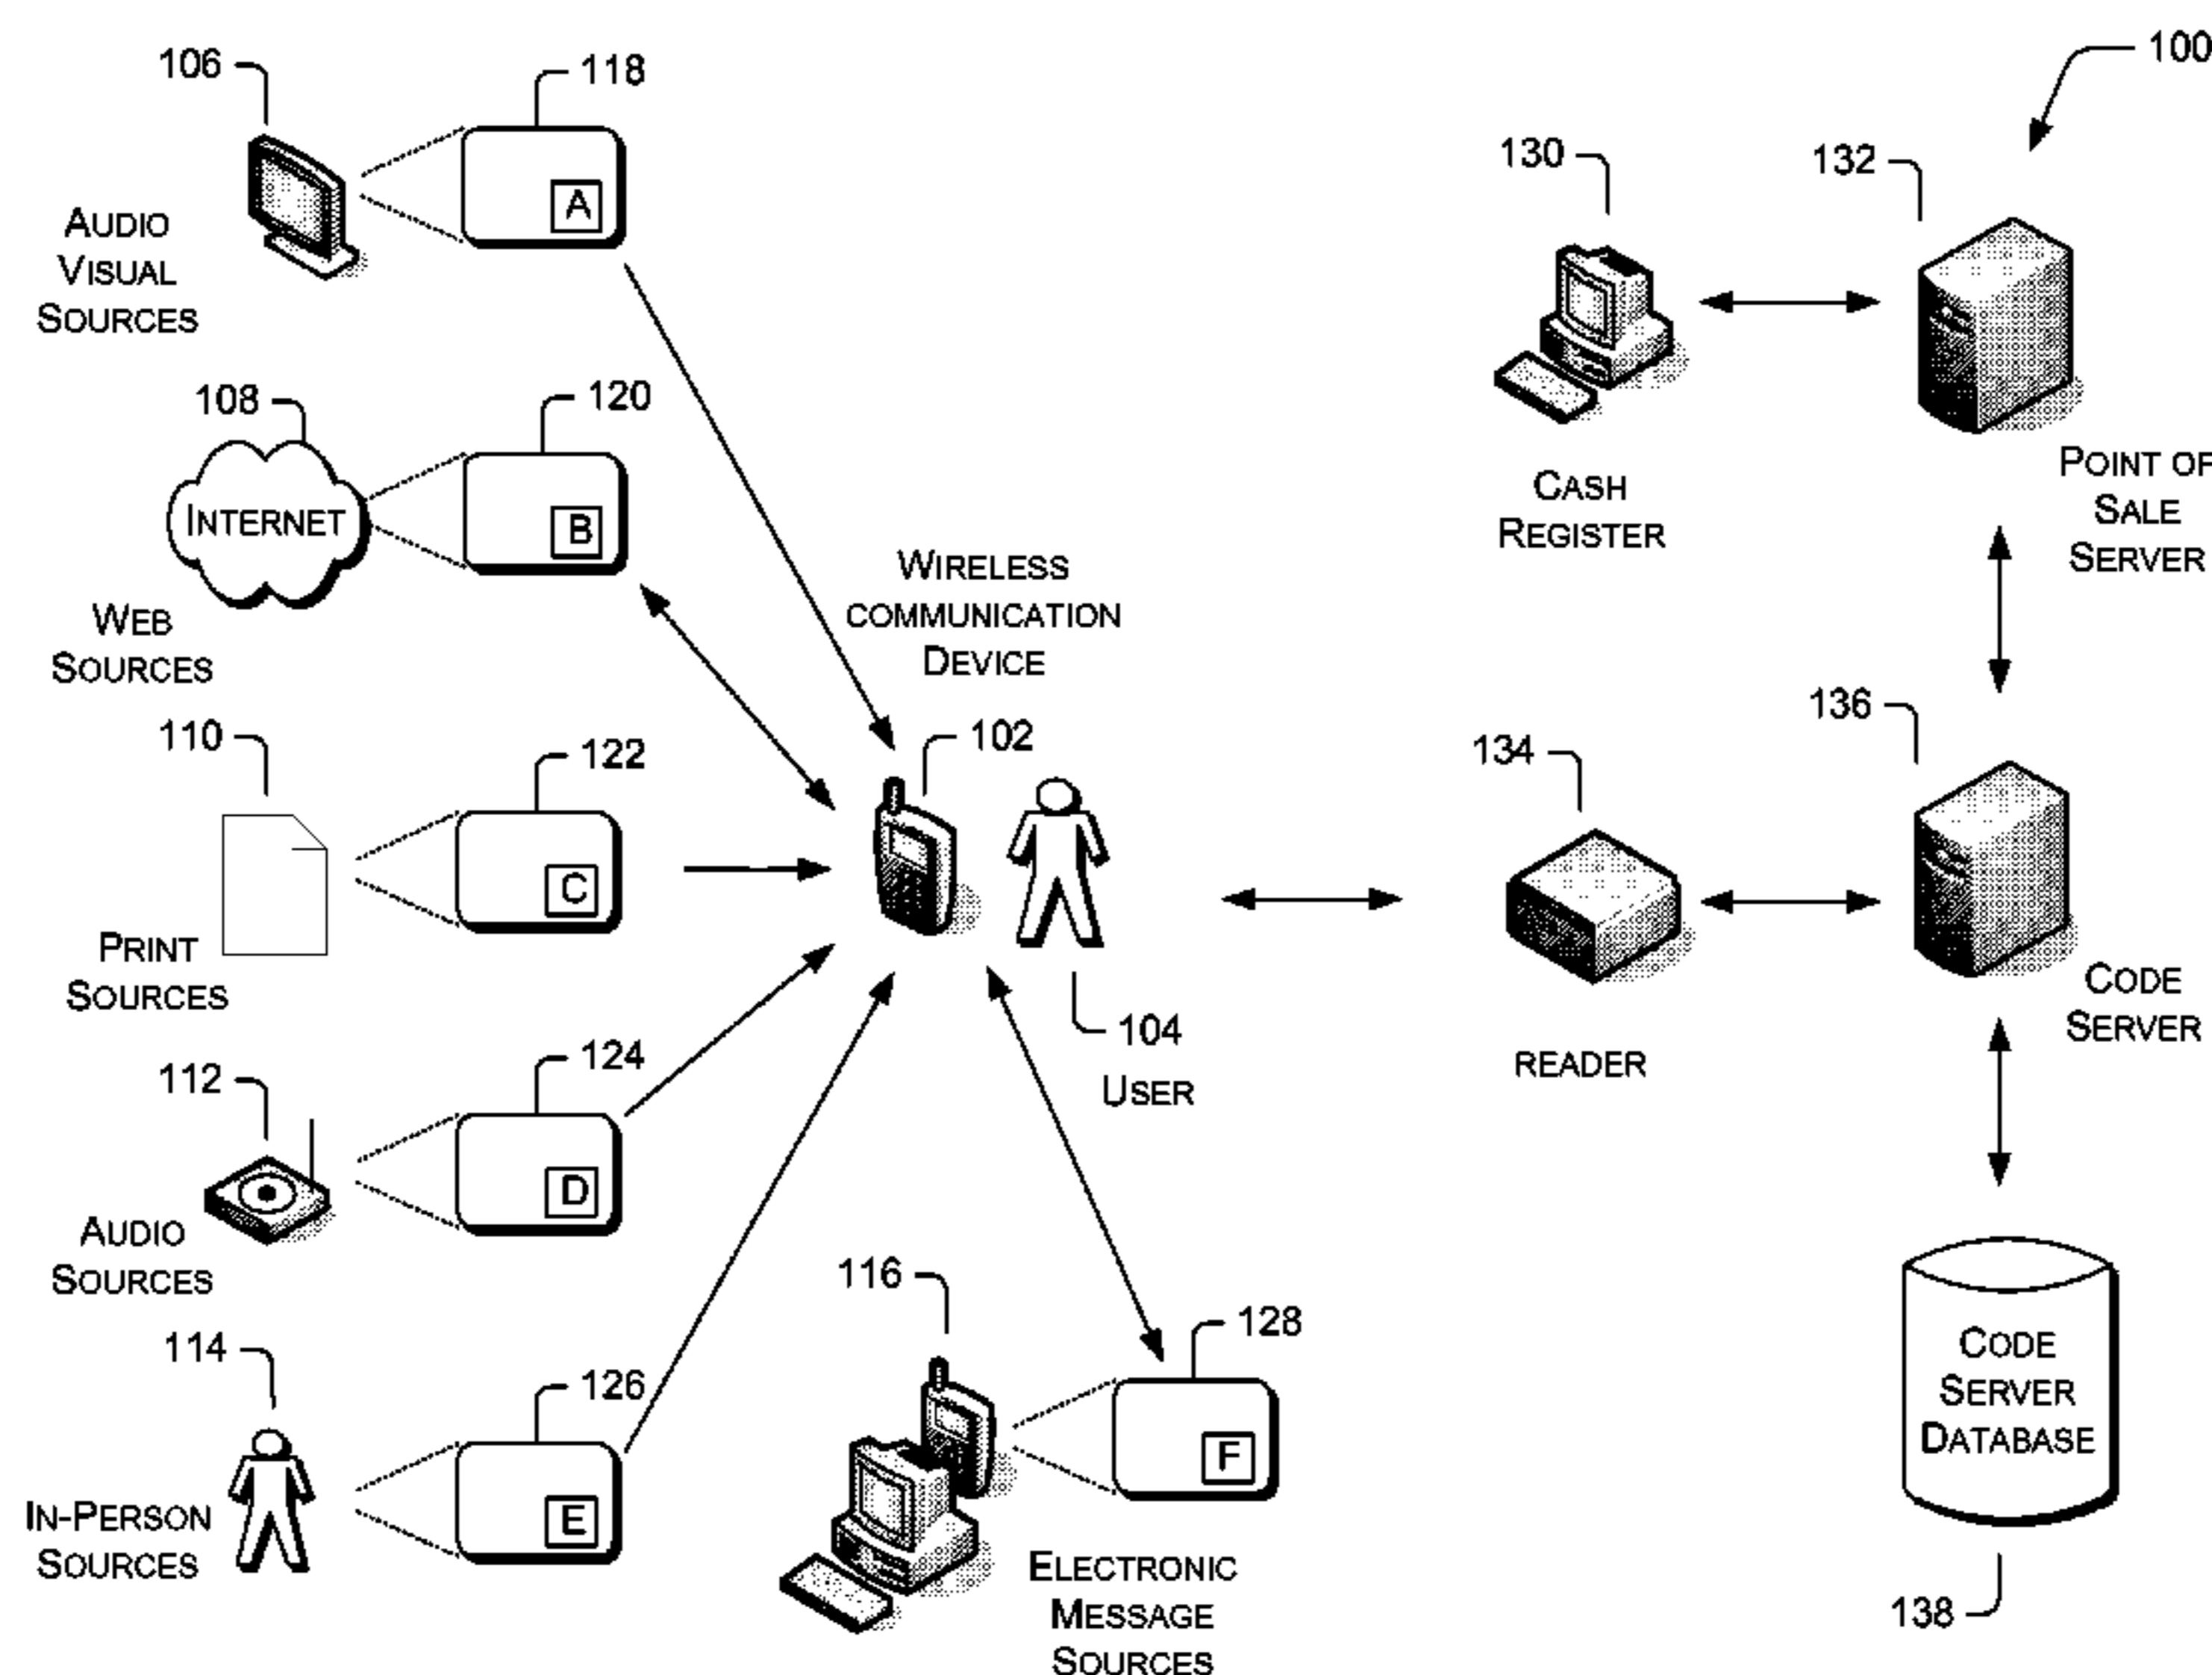 100
106
118
A
AUDIO
VISUAL
SOURCES
108
120
INTERNET
B
WEB
SOURCES
110
122
C
PRINT
SOURCES
112
124
D
AUDIO
SOURCES
114
126
E
IN-PERSON
SOURCES
WIRELESS
COMMUNICATION
DEVICE
102
104
USER
116
128
F
ELECTRONIC
MESSAGE
SOURCES
130
CASH
REGISTER
132
POINT OF
SALE
SERVER
134
READER
136
CODE
SERVER
CODE
SERVER
DATABASE
138